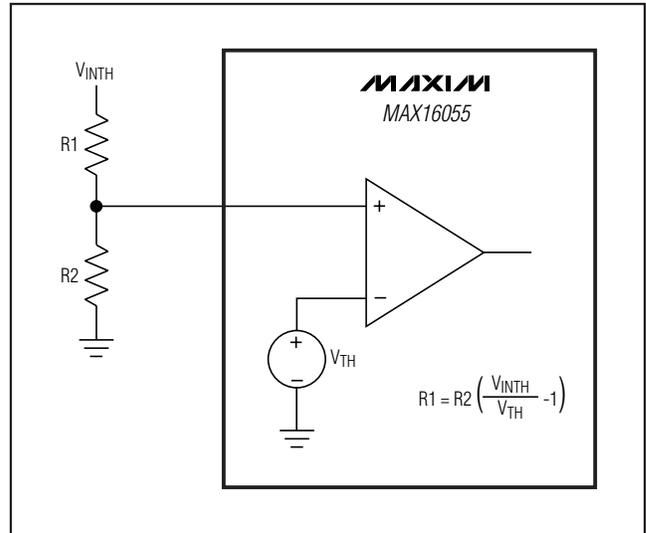 VINTH
R1
R2
MAXIM
MAX16055
+
−
+
−
VTH
R1 = R2 (VINTH/VTH -1)